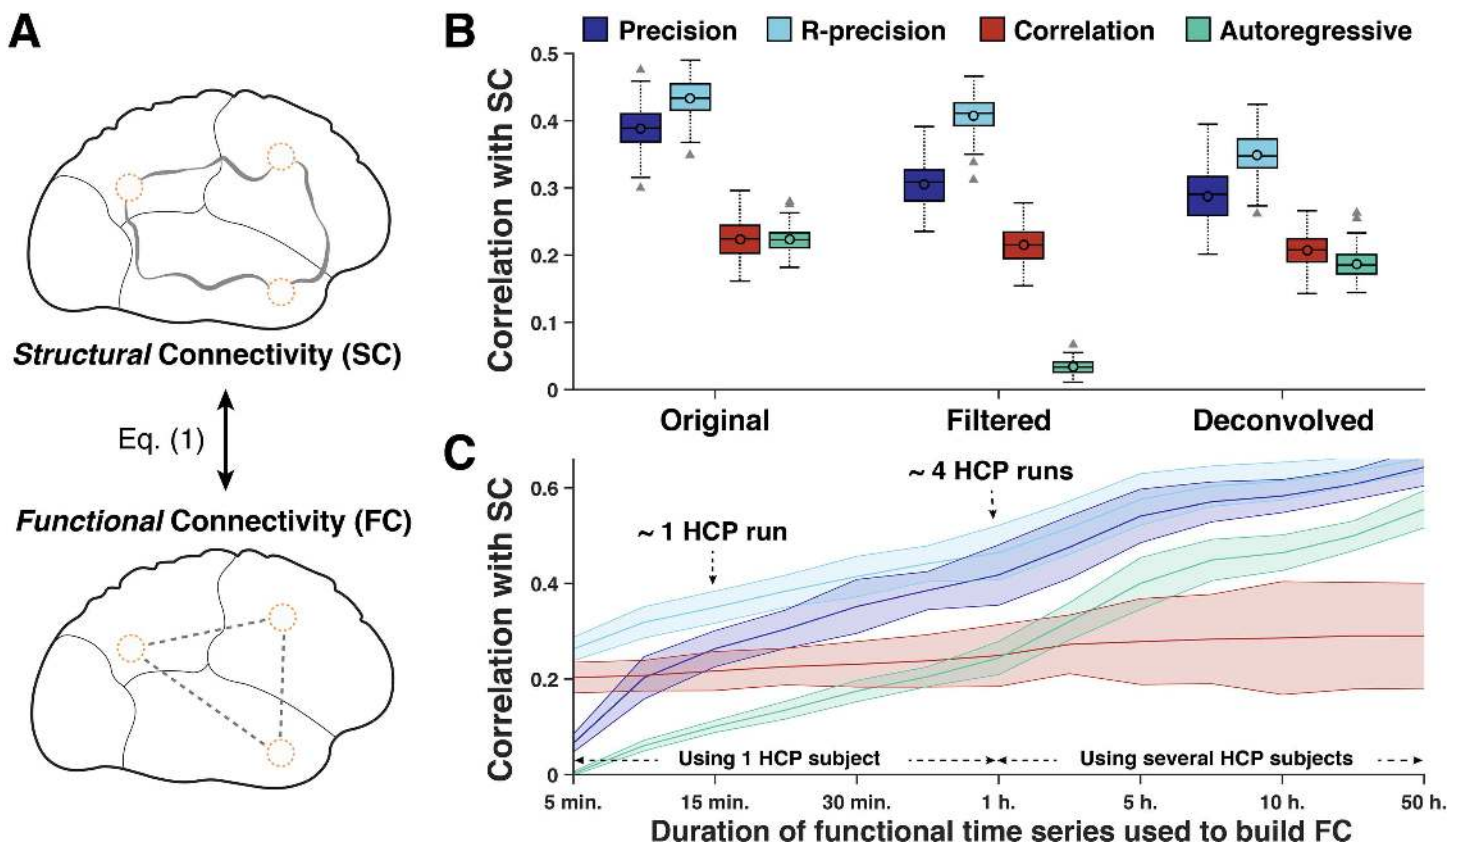 A
Structural Connectivity (SC)
Eq. (1)
Functional Connectivity (FC)
B
Precision R-precision Correlation Autoregressive
Correlation with SC
0.5
0.4
0.3
0.2
0.1
0
Original Filtered Deconvolved
C
Correlation with SC
0.6
0.4
0.2
0
~ 4 HCP runs
~ 1 HCP run
Using 1 HCP subject Using several HCP subjects
5 min. 15 min. 30 min. 1 h. 5 h. 10 h. 50 h.
Duration of functional time series used to build FC